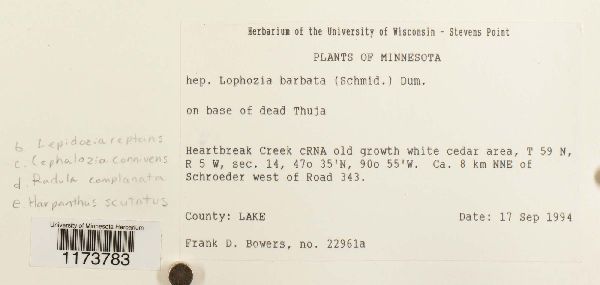 Herbarium of the University of Wisconsin - Stevens Point
PLANTS OF MINNESOTA
hep. Lophozia barbata (Schmid.) Dum.
on base of dead Thuja
Heartbreak Creek cRNA old growth white cedar area, T 59 N,
R 5 W, sec. 14, 47o 35'N, 90o 55'W. Ca. 8 km NNE of
Schroeder west of Road 343.
County: LAKE Date: 17 Sep 1994
Frank D. Bowers, no. 22961a
b. Lepidozia reptans
c. Cephalozia connivens
d. Radula complanata
e. Harpanthus scutatus
University of Minnesota Herbarium
1173783